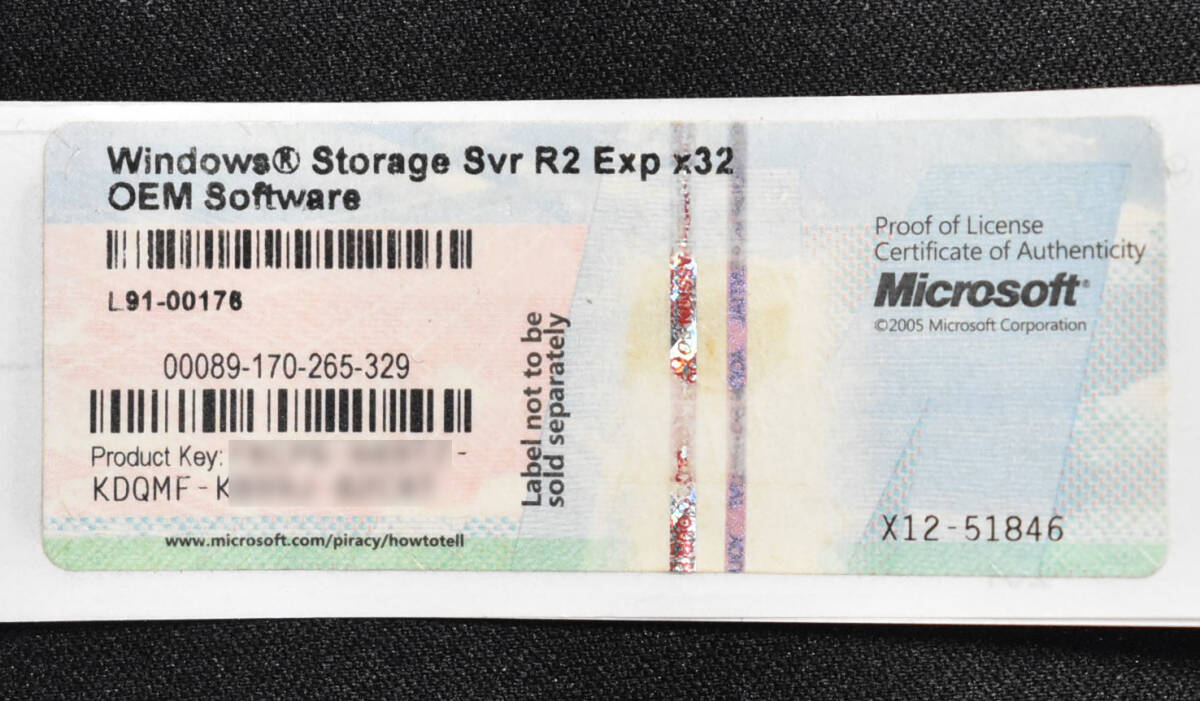 Windows® Storage Svr R2 Exp x32
OEM Software
L91-00176
00089-170-265-329
Product Key:
KDQMF-K
www.microsoft.com/piracy/howtotell
Label not to be
sold separately
Proof of License
Certificate of Authenticity
Microsoft®
©2005 Microsoft Corporation
X12-51846